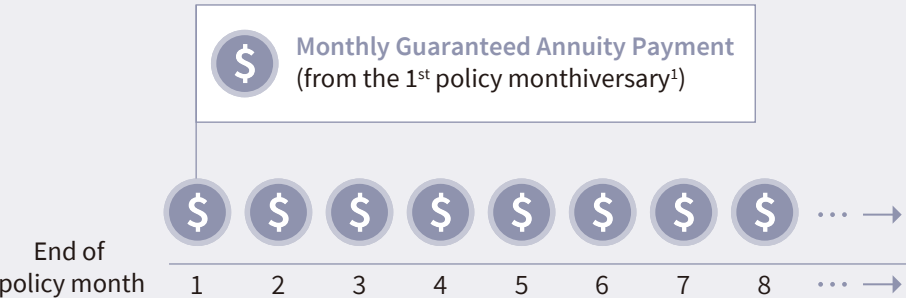 $ Monthly Guaranteed Annuity Payment
(from the 1st policy monthiversary1)
$ $ $ $ $ $ $ $ ...
End of
policy month 1 2 3 4 5 6 7 8 ...